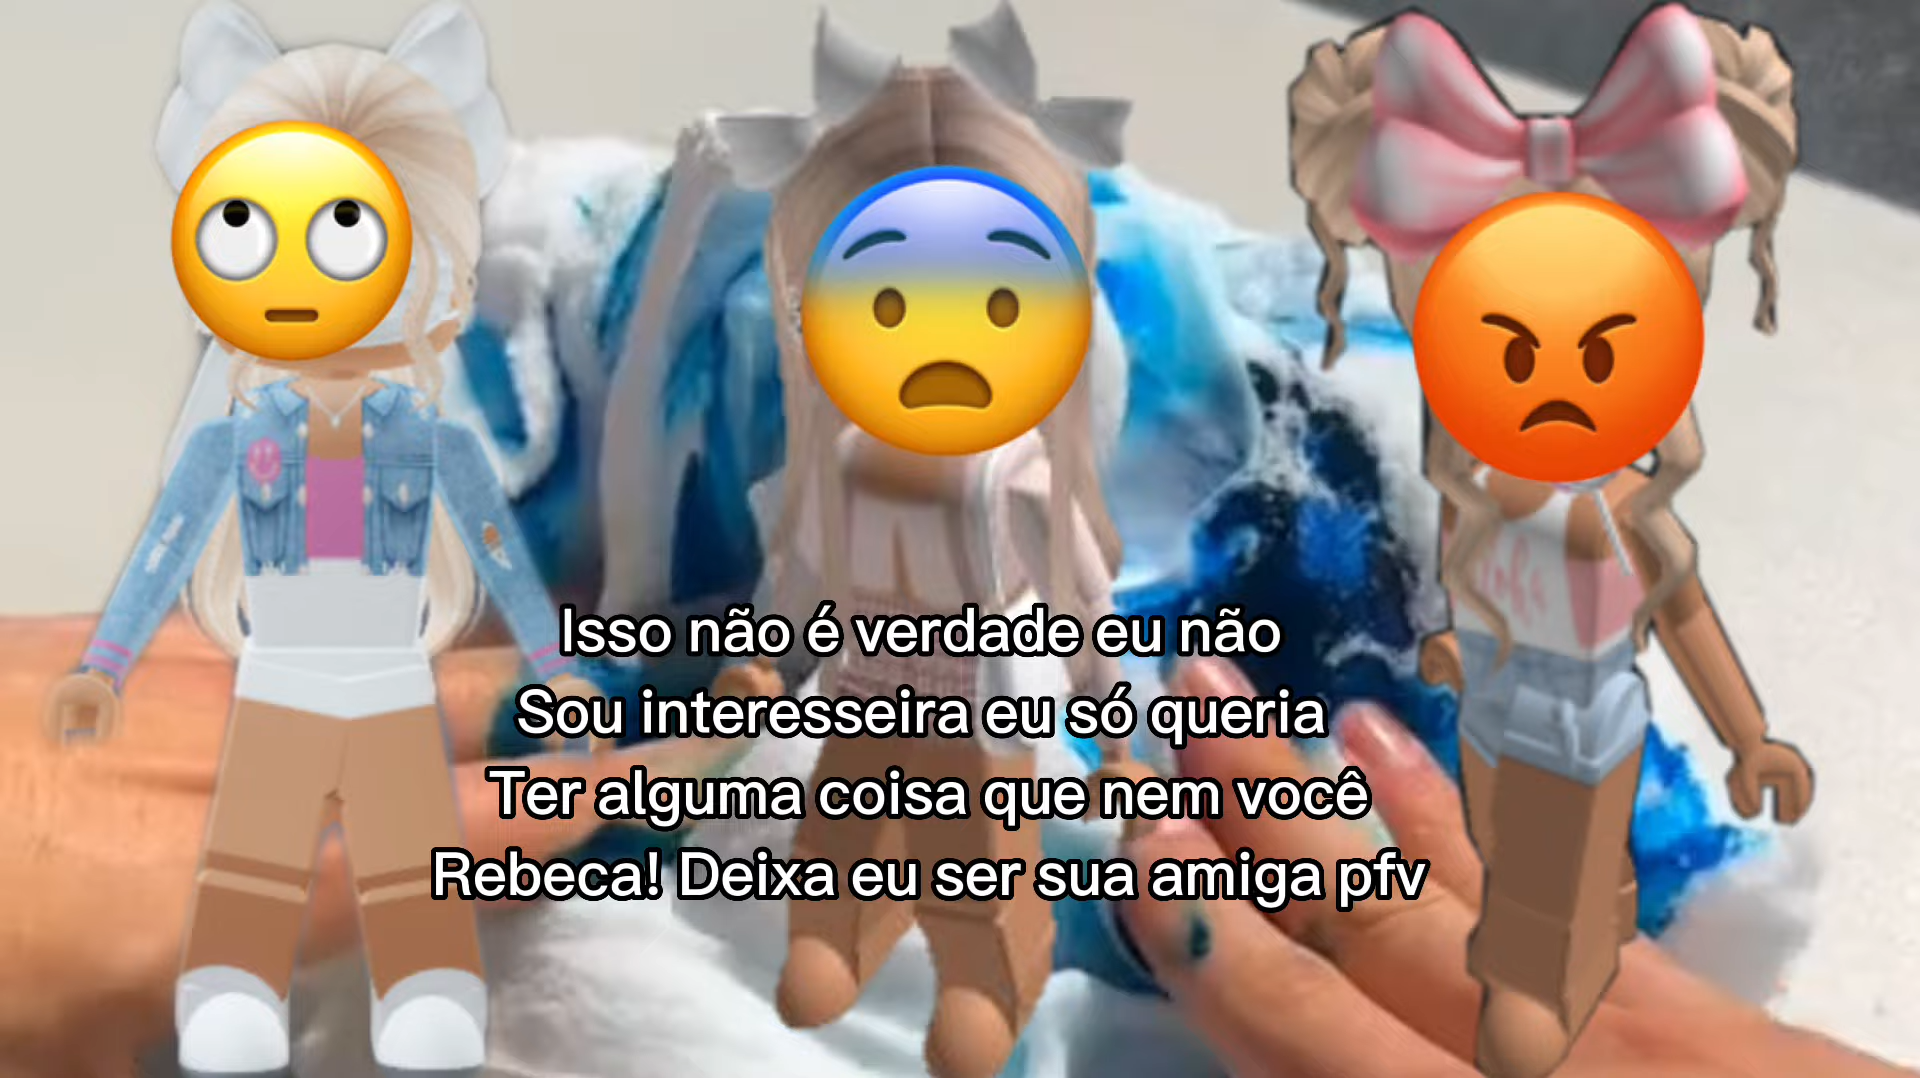 Isso não é verdade eu não
Sou interesseira eu só queria
Ter alguma coisa que nem você
Rebeca! Deixa eu ser sua amiga pfv